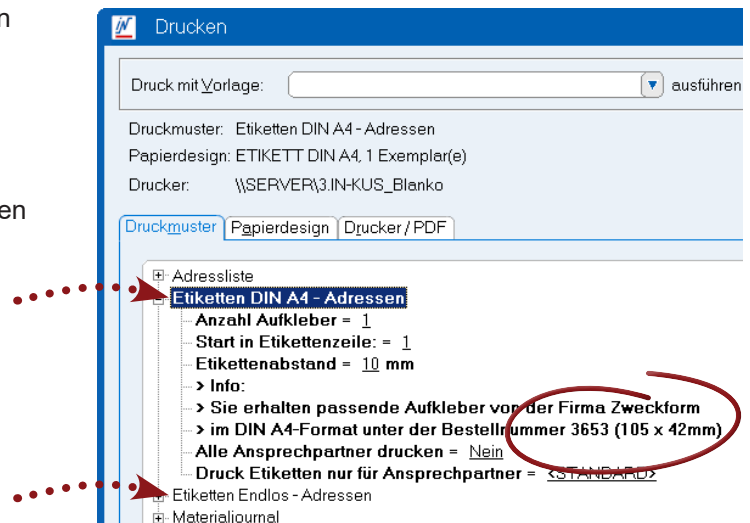 n
en
Drucken
Druck mit Vorlage: ausführen
Druckmuster: Etiketten DIN A4 - Adressen
Papierdesign: ETIKETT DIN A4, 1 Exemplar(e)
Drucker: \\SERVER\3.IN-KUS_Blanko
Druckmuster Papierdesign Drucker / PDF
Adressliste
Etiketten DIN A4 - Adressen
Anzahl Aufkleber = 1
Start in Etikettenzeile: = 1
Etikettenabstand = 10 mm
> Info:
> Sie erhalten passende Aufkleber von der Firma Zweckform
> im DIN A4-Format unter der Bestellnummer 3653 (105 x 42mm)
Alle Ansprechpartner drucken = Nein
Druck Etiketten nur für Ansprechpartner = <STANDARD>
Etiketten Endlos - Adressen
Materialjournal